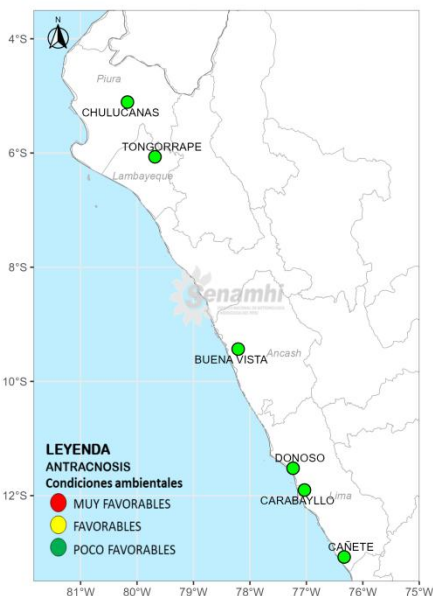 4°S
N
Piura
CHULUCANAS
6°S
TONGORRAPE
Lambayeque
8°S
Senamhi
BUENA VISTA
Ancash
10°S
LEYENDA
ANTRACNOSIS
Condiciones ambientales
MUY FAVORABLES
FAVORABLES
POCO FAVORABLES
DONOSO
12°S
CARABAYLLO
Lima
CAÑETE
81°W 80°W 79°W 78°W 77°W 76°W 75°W